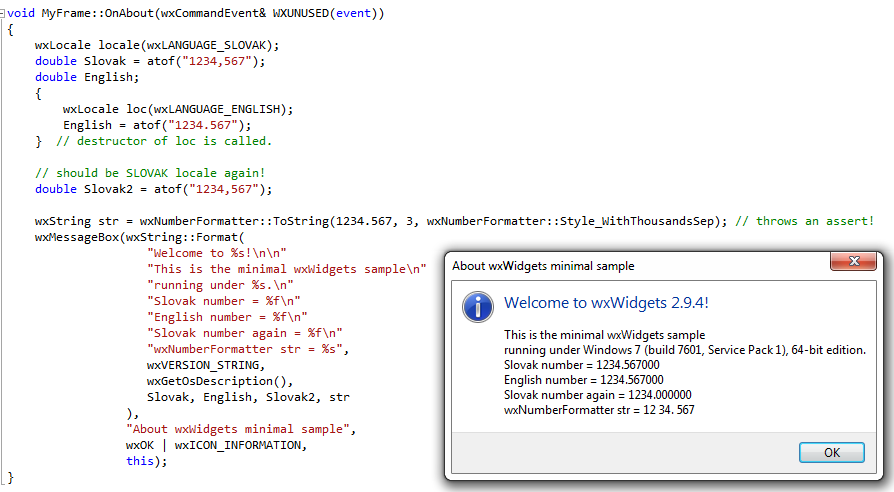 void MyFrame::OnAbout(wxCommandEvent& WXUNUSED(event))
{
    wxLocale locale(wxLANGUAGE_SLOVAK);
    double Slovak = atof("1234,567");
    double English;
    {
        wxLocale loc(wxLANGUAGE_ENGLISH);
        English = atof("1234.567");
    }  // destructor of loc is called.
    // should be SLOVAK locale again!
    double Slovak2 = atof("1234,567");
    wxString str = wxNumberFormatter::ToString(1234.567, 3, wxNumberFormatter::Style_WithThousandsSep); // throws an assert!
    wxMessageBox(wxString::Format(
                    "Welcome to %s!\n\n"
                    "This is the minimal wxWidgets sample\n"
                    "running under %s.\n"
                    "Slovak number = %f\n"
                    "English number = %f\n"
                    "Slovak number again = %f\n"
                    "wxNumberFormatter str = %s",
                    wxVERSION_STRING,
                    wxGetOsDescription(),
                    Slovak, English, Slovak2, str
                 ),
                 "About wxWidgets minimal sample",
                 wxOK | wxICON_INFORMATION,
                 this);
}
About wxWidgets minimal sample
Welcome to wxWidgets 2.9.4!
This is the minimal wxWidgets sample
running under Windows 7 (build 7601, Service Pack 1), 64-bit edition.
Slovak number = 1234.567000
English number = 1234.567000
Slovak number again = 1234.000000
wxNumberFormatter str = 12 34. 567
OK